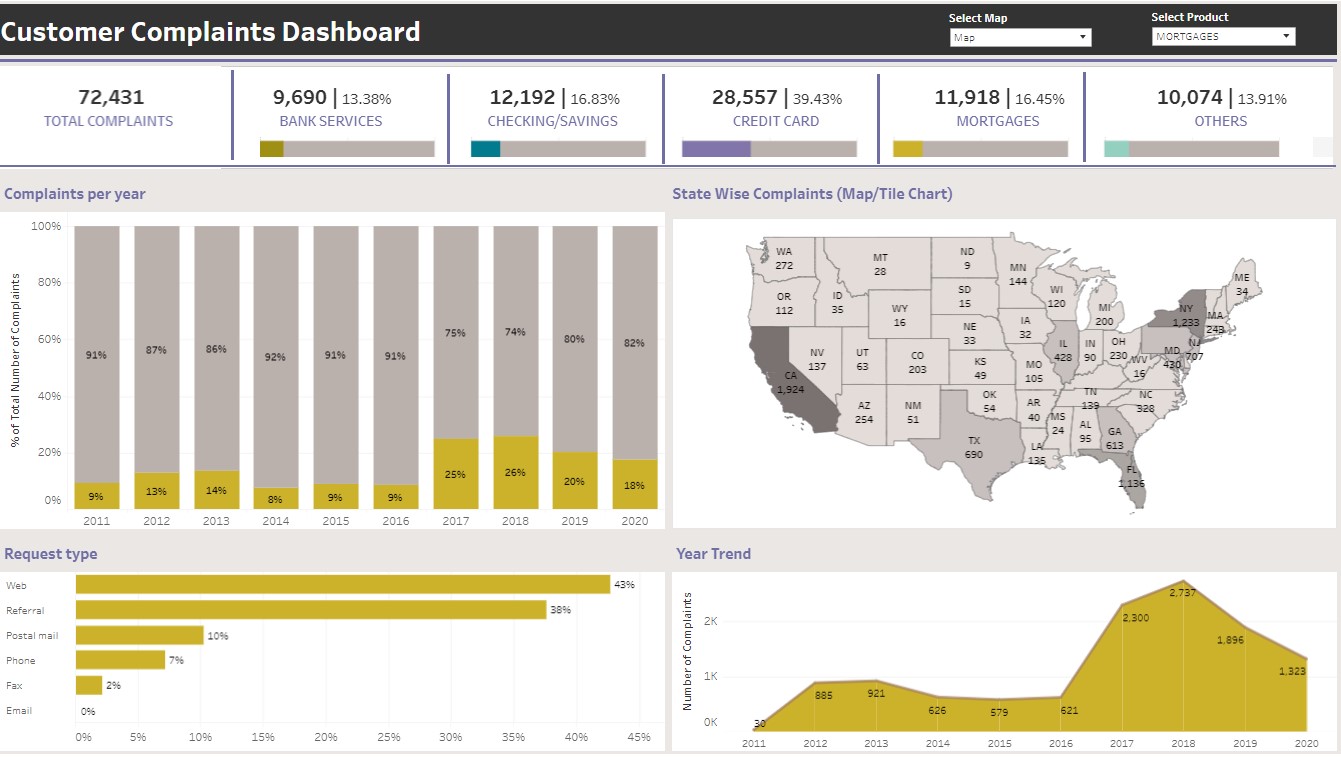 Customer Complaints Dashboard
Select Map
Map
Select Product
MORTGAGES
72,431
TOTAL COMPLAINTS
9,690 | 13.38%
BANK SERVICES
12,192 | 16.83%
CHECKING/SAVINGS
28,557 | 39.43%
CREDIT CARD
11,918 | 16.45%
MORTGAGES
10,074 | 13.91%
OTHERS
Complaints per year
% of Total Number of Complaints
100%
80%
60%
40%
20%
0%
91%
87%
86%
92%
91%
91%
75%
74%
80%
82%
9%
13%
14%
8%
9%
9%
25%
26%
20%
18%
2011
2012
2013
2014
2015
2016
2017
2018
2019
2020
State Wise Complaints (Map/Tile Chart)
WA
272
MT
28
ND
9
MN
144
ME
34
OR
112
ID
35
WY
16
SD
15
WI
120
MI
200
NY
1,233
MA
243
NE
33
IA
32
IL
428
IN
90
OH
230
NJ
707
MD
430
WV
16
CA
1,924
NV
137
UT
63
CO
203
KS
49
MO
105
AZ
254
NM
51
OK
54
AR
40
TN
139
NC
328
MS
24
AL
95
GA
613
TX
690
LA
135
FL
1,136
Request type
Web
43%
Referral
38%
Postal mail
10%
Phone
7%
Fax
2%
Email
0%
0%
5%
10%
15%
20%
25%
30%
35%
40%
45%
Year Trend
Number of Complaints
2K
1K
0K
30
885
921
626
579
621
2,300
2,737
1,896
1,323
2011
2012
2013
2014
2015
2016
2017
2018
2019
2020